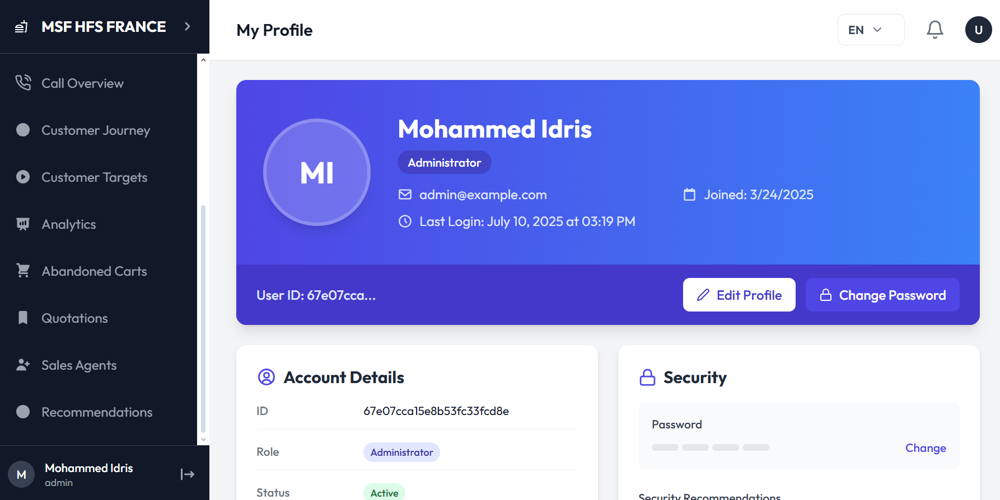 MSF HFS FRANCE
My Profile
EN
U
Call Overview
Customer Journey
Customer Targets
Analytics
Abandoned Carts
Quotations
Sales Agents
Recommendations
M
Mohammed Idris
admin
MI
Mohammed Idris
Administrator
admin@example.com
Joined: 3/24/2025
Last Login: July 10, 2025 at 03:19 PM
User ID: 67e07cca...
Edit Profile
Change Password
Account Details
ID 67e07cca15e8b53fc33fcd8e
Role Administrator
Status Active
Security
Password
Change
Security Recommendations